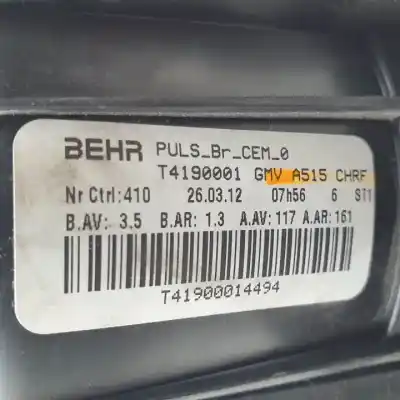 BEHR PULS_Br_CEM_0
T4190001 GMV A515 CHRF
Nr Ctrl:410 26.03.12 07h56 6 ST1
B.AV: 3.5 B.AR: 1.3 A.AV:117 A.AR:161
T41900014494